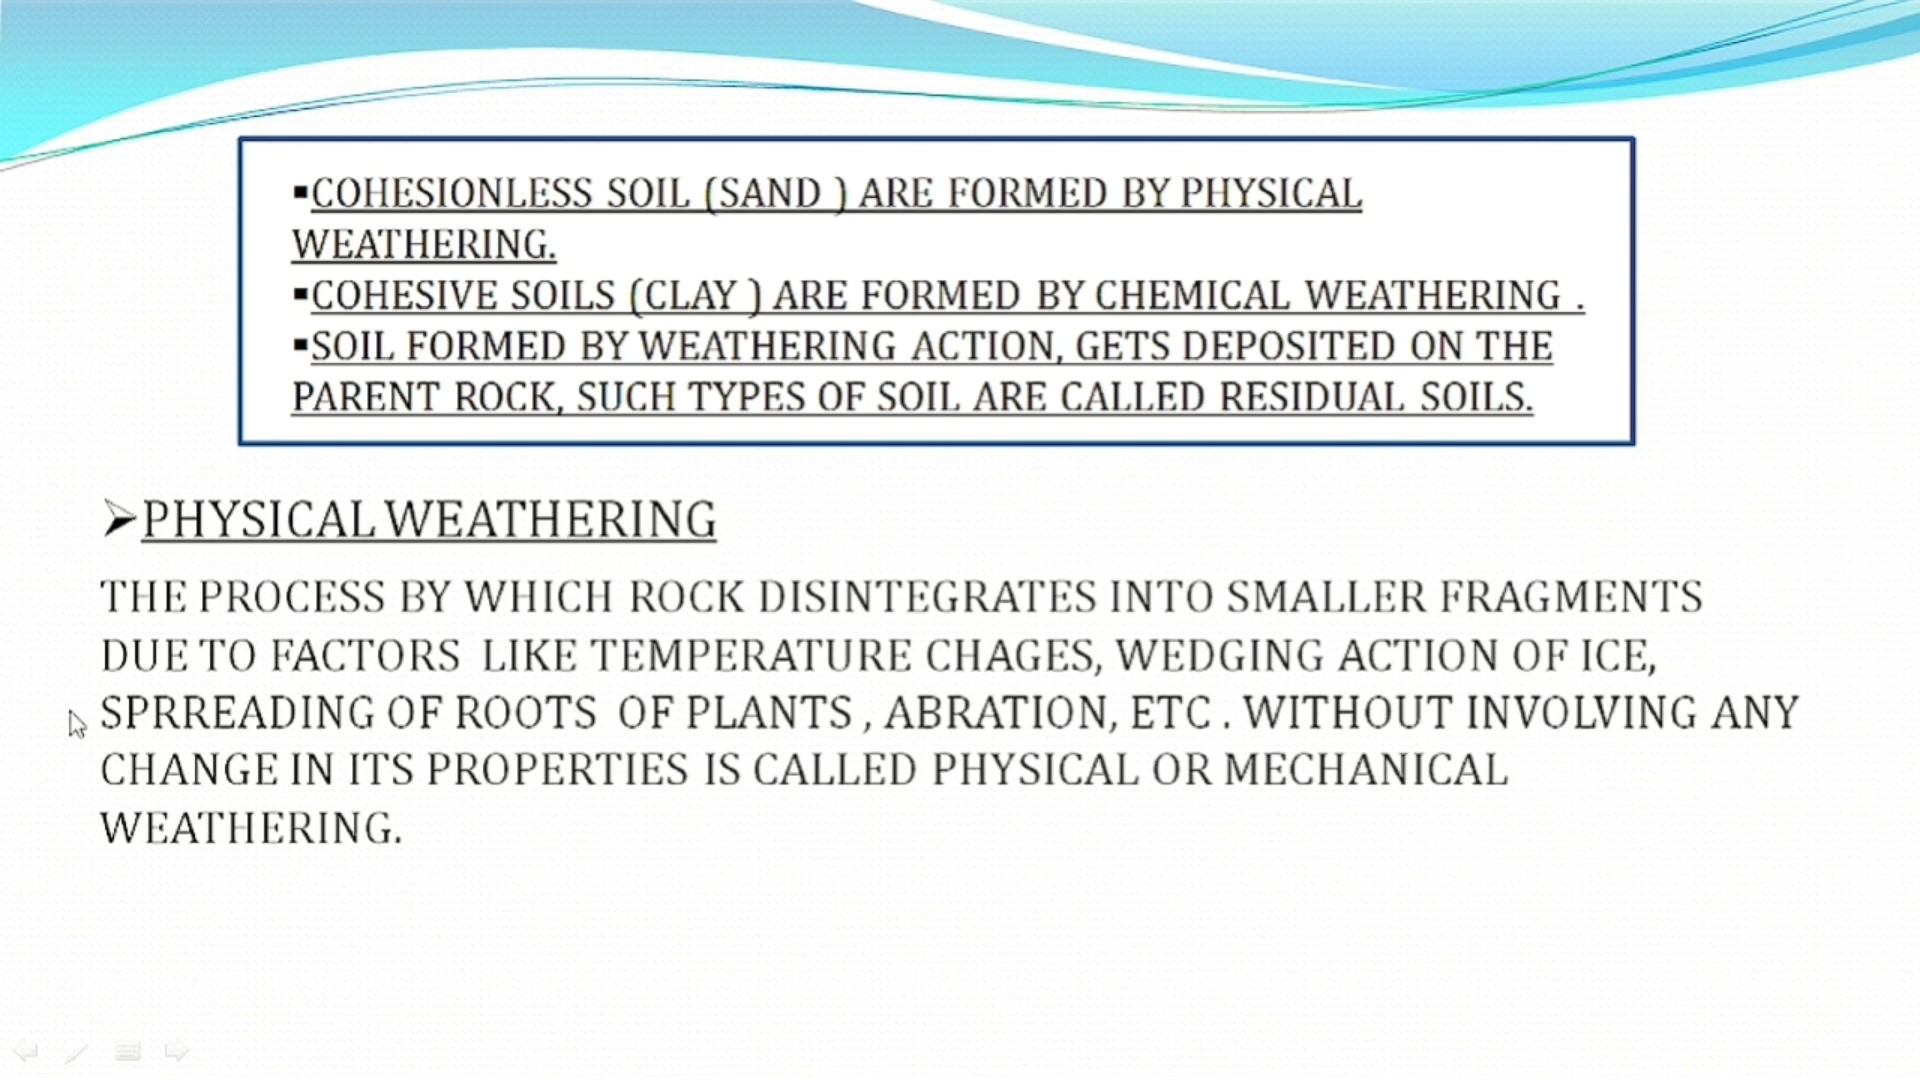 ▪COHESIONLESS SOIL (SAND ) ARE FORMED BY PHYSICAL
WEATHERING.
▪COHESIVE SOILS (CLAY ) ARE FORMED BY CHEMICAL WEATHERING .
▪SOIL FORMED BY WEATHERING ACTION, GETS DEPOSITED ON THE
PARENT ROCK, SUCH TYPES OF SOIL ARE CALLED RESIDUAL SOILS.
➢PHYSICAL WEATHERING
THE PROCESS BY WHICH ROCK DISINTEGRATES INTO SMALLER FRAGMENTS
DUE TO FACTORS LIKE TEMPERATURE CHAGES, WEDGING ACTION OF ICE,
SPRREADING OF ROOTS OF PLANTS , ABRATION, ETC . WITHOUT INVOLVING ANY
CHANGE IN ITS PROPERTIES IS CALLED PHYSICAL OR MECHANICAL
WEATHERING.